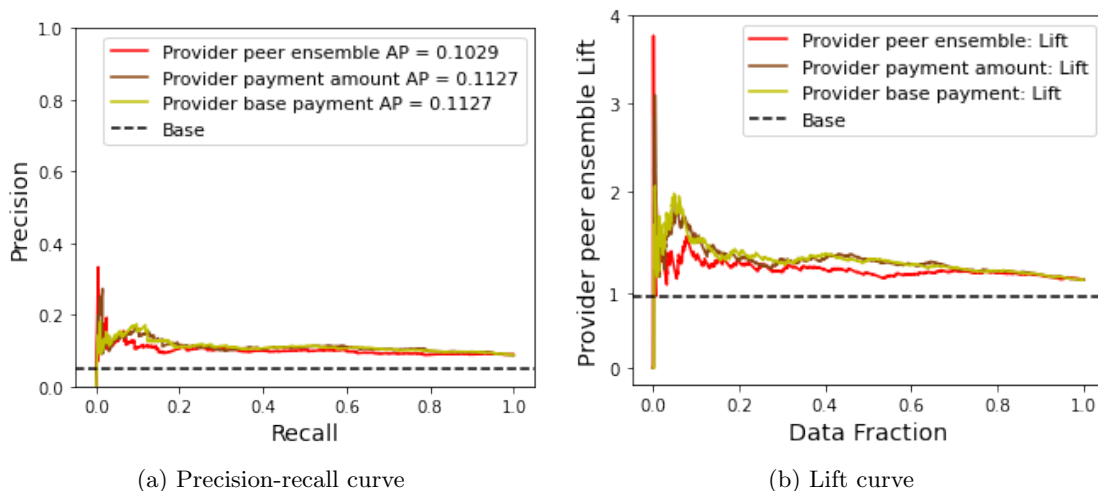 1.0
0.8
0.6
0.4
0.2
0.0
Precision
Provider peer ensemble AP = 0.1029
Provider payment amount AP = 0.1127
Provider base payment AP = 0.1127
Base
0.0 0.2 0.4 0.6 0.8 1.0
Recall
(a) Precision-recall curve
4
3
2
1
0
Provider peer ensemble Lift
Provider peer ensemble: Lift
Provider payment amount: Lift
Provider base payment: Lift
Base
0.0 0.2 0.4 0.6 0.8 1.0
Data Fraction
(b) Lift curve